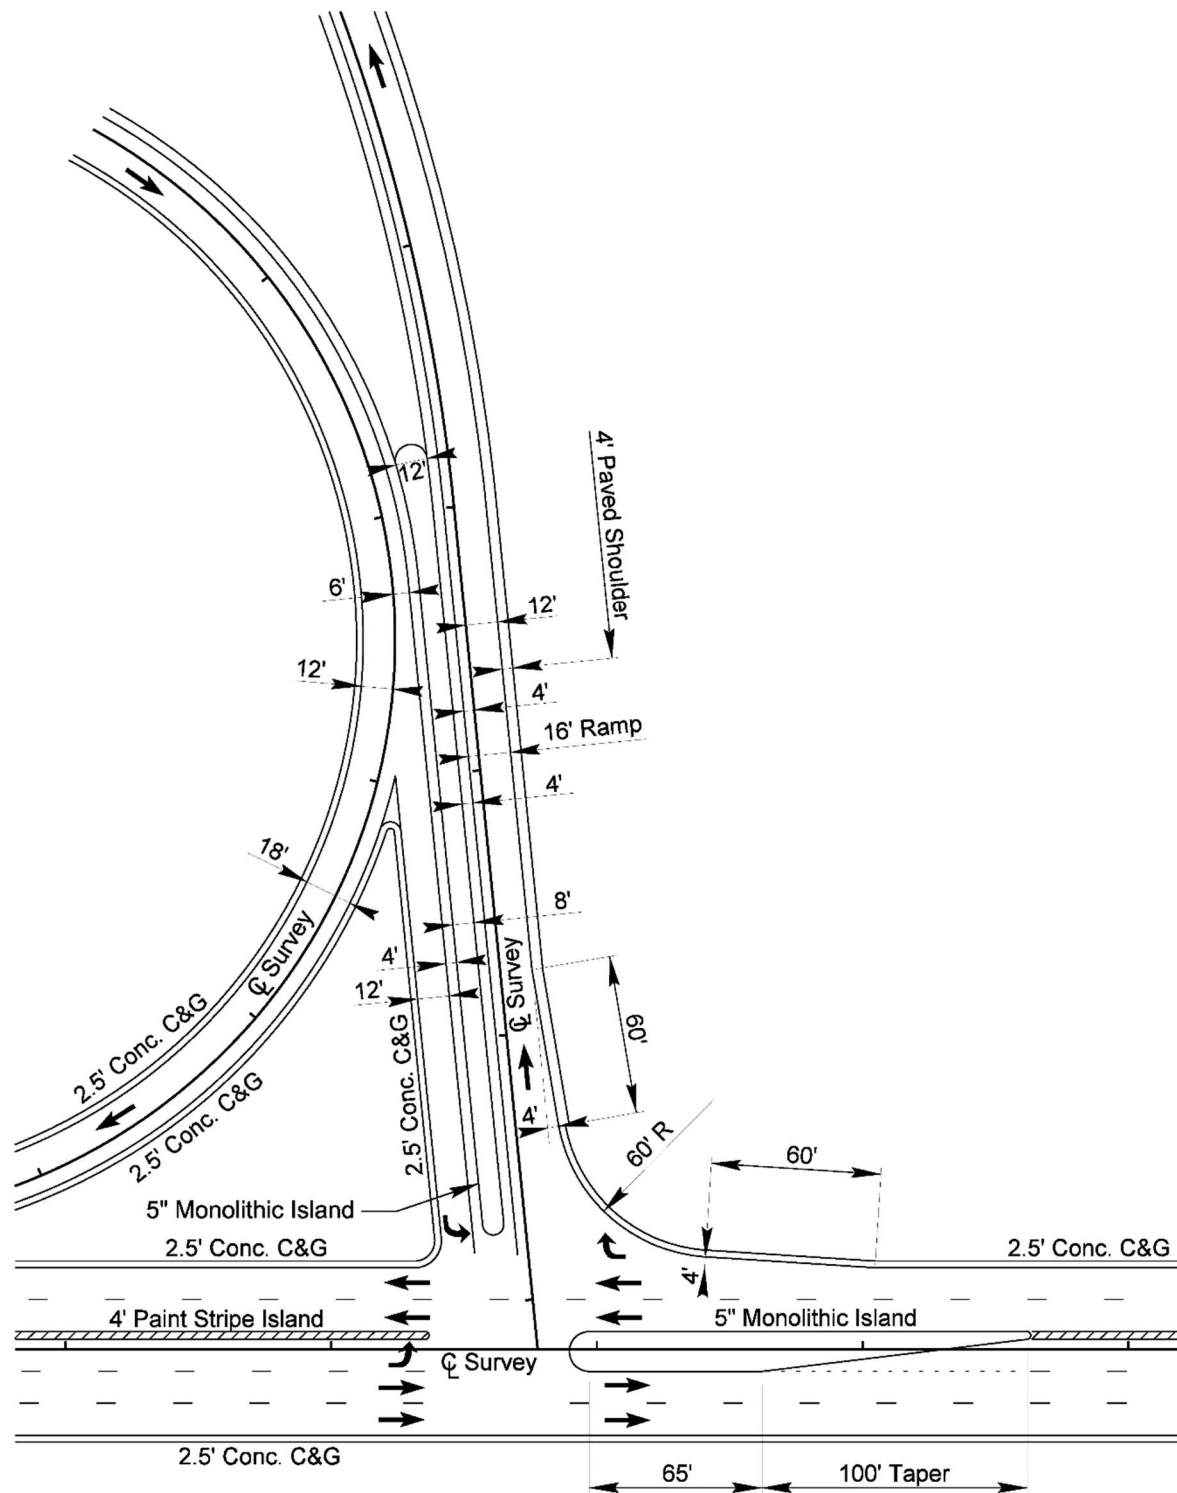 12'
4' Paved Shoulder
6'
12'
12'
4'
16' Ramp
4'
18'
8'
℄ Survey
4'
℄ Survey
12'
2.5' Conc. C&G
2.5' Conc. C&G
60'
2.5' Conc. C&G
4'
60' R
60'
5" Monolithic Island
2.5' Conc. C&G
2.5' Conc. C&G
4'
4' Paint Stripe Island
5" Monolithic Island
℄ Survey
2.5' Conc. C&G
65'
100' Taper